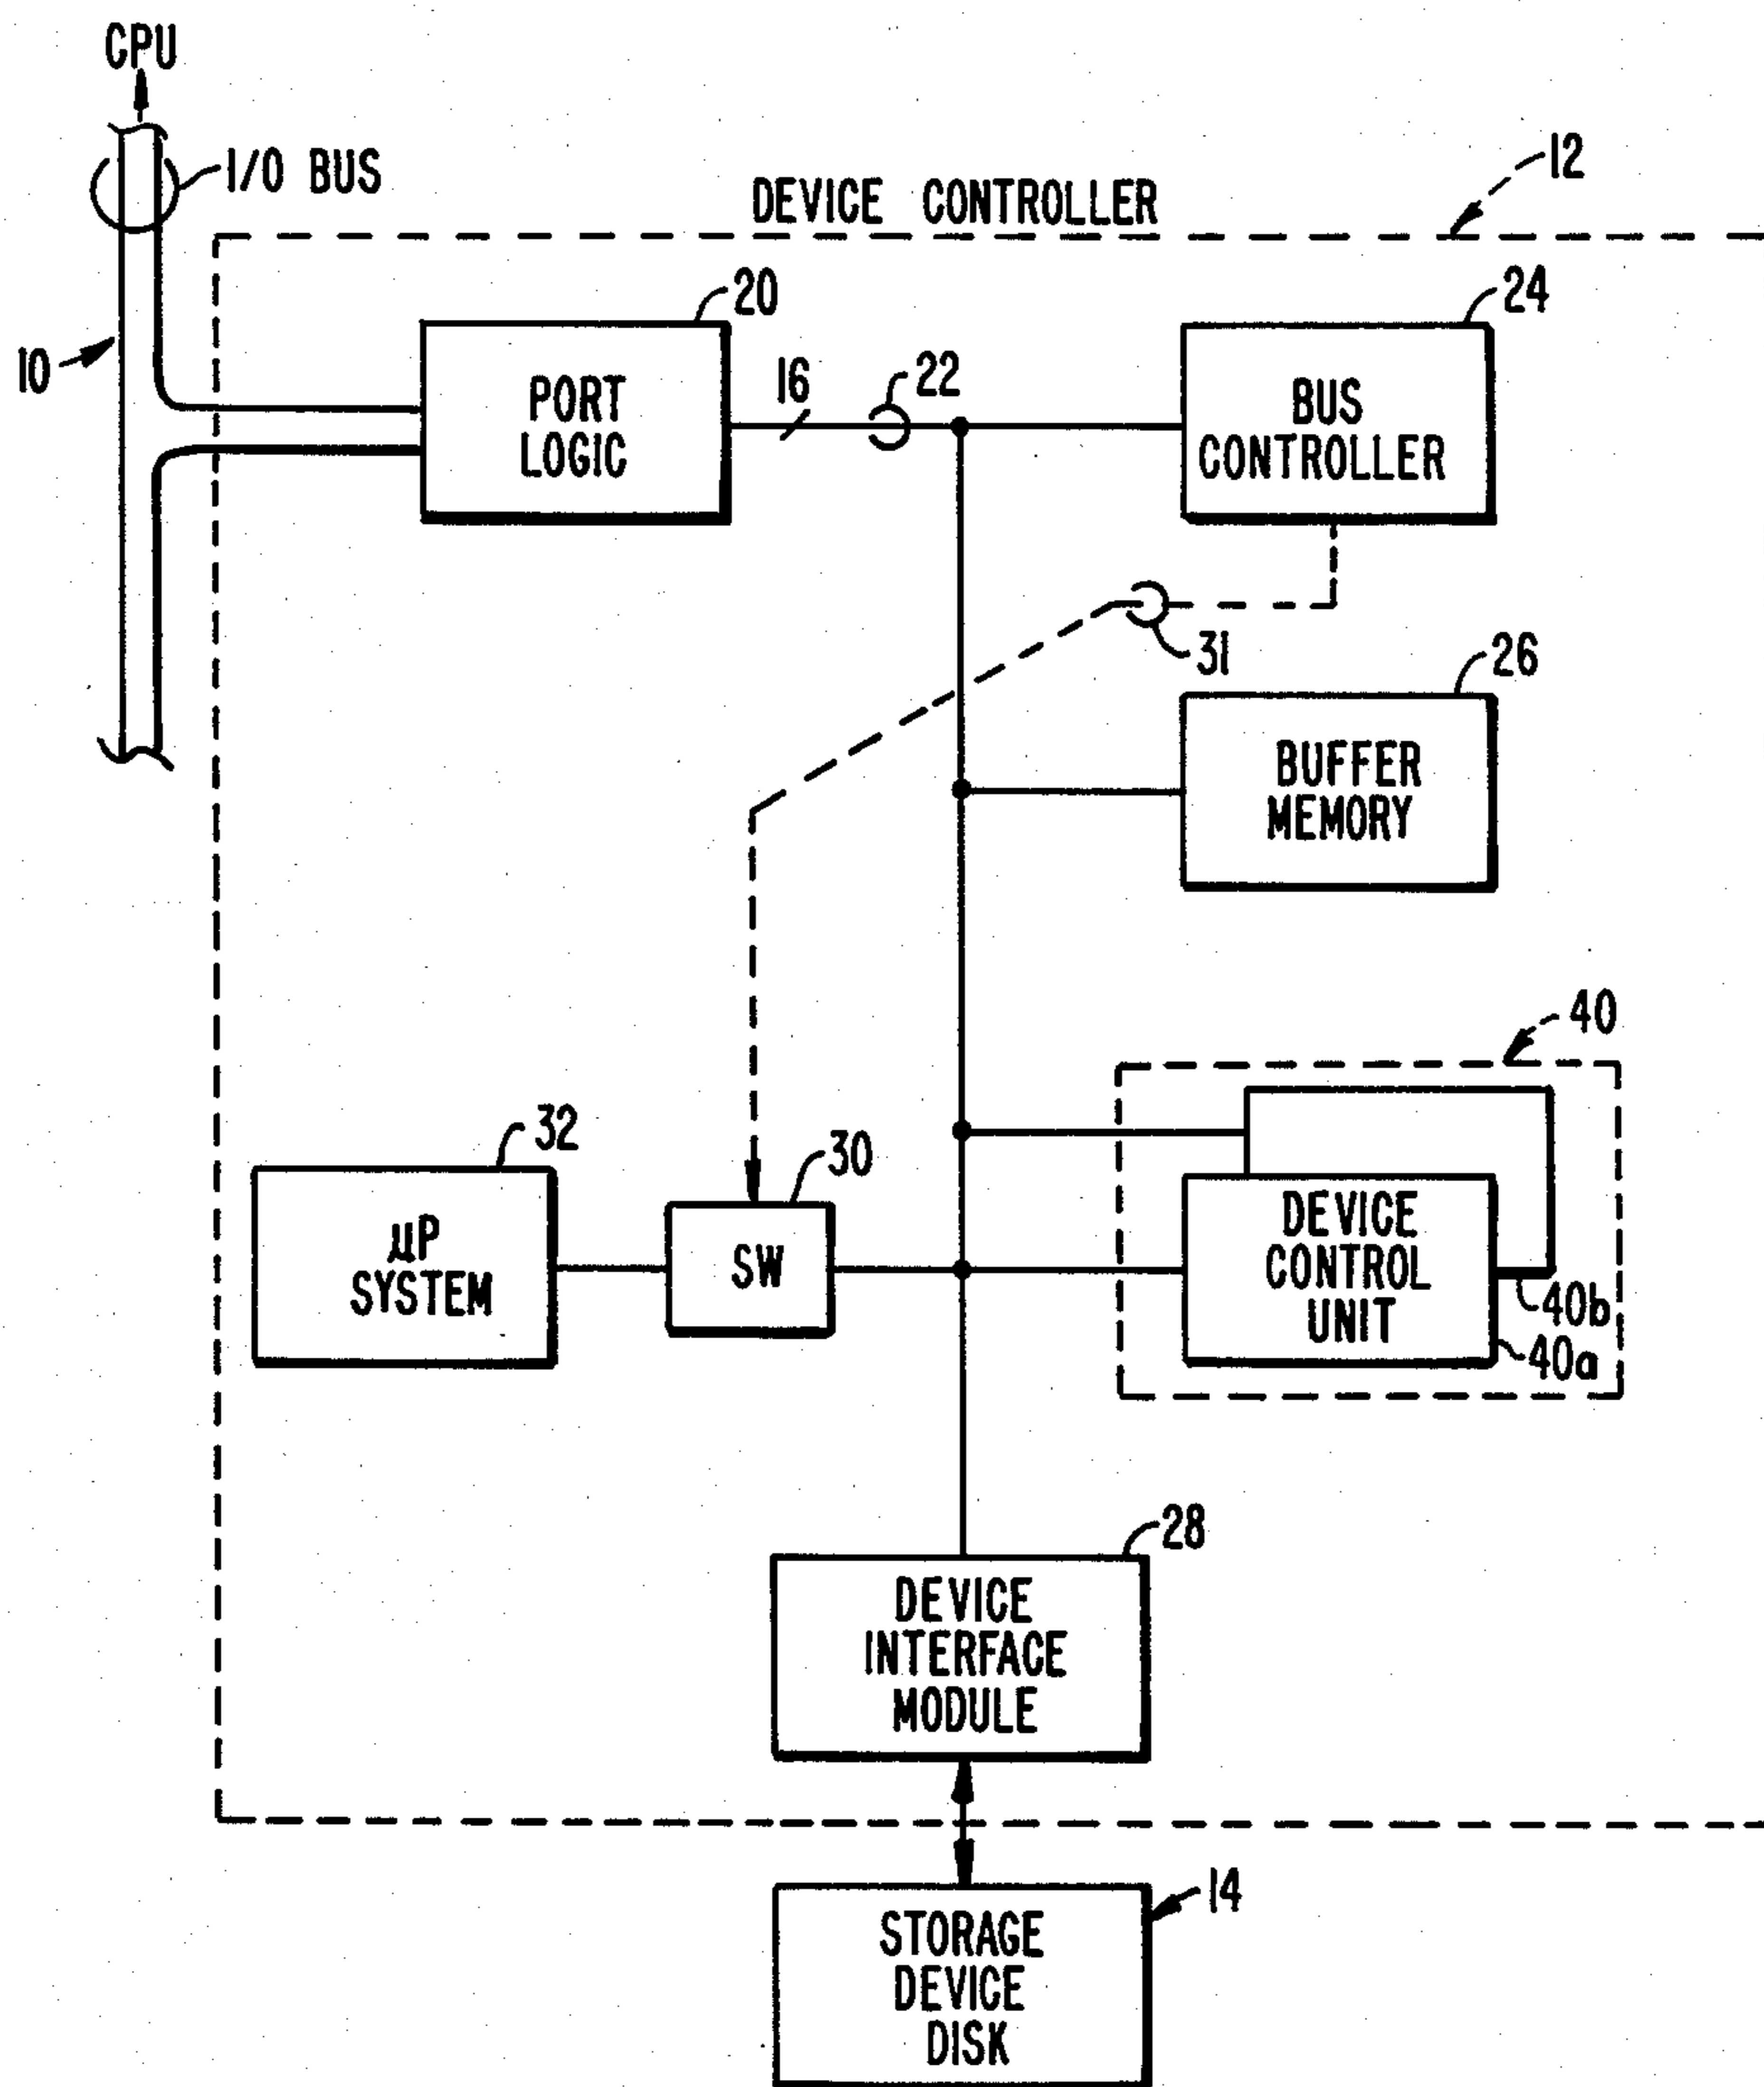 CPU
I/O BUS
12
DEVICE CONTROLLER
20
24
10
PORT
LOGIC
16
22
BUS
CONTROLLER
31
26
BUFFER
MEMORY
40
32
30
µP
SYSTEM
SW
DEVICE
CONTROL
UNIT
40b
40a
28
DEVICE
INTERFACE
MODULE
14
STORAGE
DEVICE
DISK